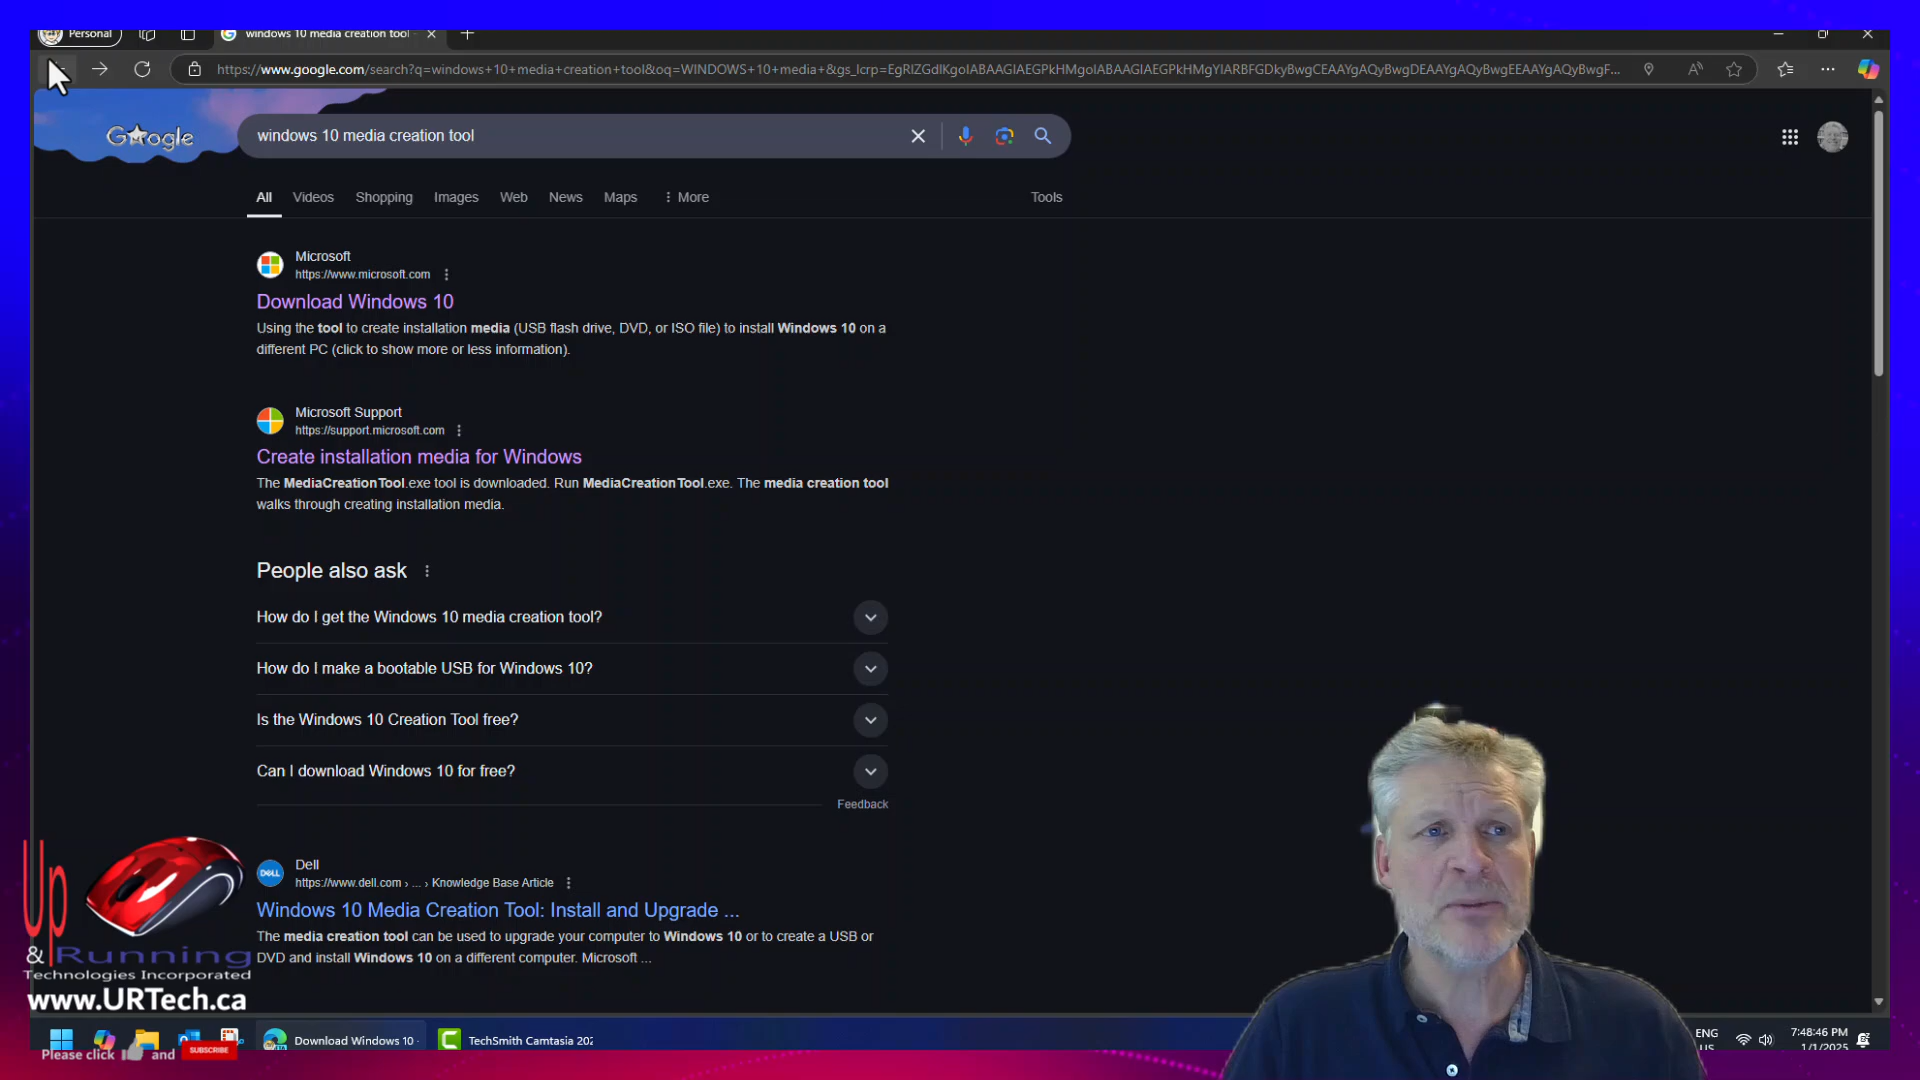 Personal
windows 10 media creation tool
https://www.google.com/search?q=windows+10+media+creation+tool&oq=WINDOWS+10+media+&gs_lcrp=EgRlZGdlKgoIABAAGIAEGPkHMgoIABAAGIAEGPkHMgYIARBFGDkyBwgCEAAYgAQyBwgDEAAYgAQyBwgEEAAYgAQyBwgF...
Google
windows 10 media creation tool
All Videos Shopping Images Web News Maps More Tools
Microsoft
https://www.microsoft.com
Download Windows 10
Using the tool to create installation media (USB flash drive, DVD, or ISO file) to install Windows 10 on a
different PC (click to show more or less information).
Microsoft Support
https://support.microsoft.com
Create installation media for Windows
The MediaCreationTool.exe tool is downloaded. Run MediaCreationTool.exe. The media creation tool
walks through creating installation media.
People also ask
How do I get the Windows 10 media creation tool?
How do I make a bootable USB for Windows 10?
Is the Windows 10 Creation Tool free?
Can I download Windows 10 for free?
Feedback
Dell
DELL
https://www.dell.com › ... › Knowledge Base Article
Windows 10 Media Creation Tool: Install and Upgrade ...
The media creation tool can be used to upgrade your computer to Windows 10 or to create a USB or
DVD and install Windows 10 on a different computer. Microsoft ...
Up
& Running
Technologies Incorporated
www.URTech.ca
Please click and SUBSCRIBE
Download Windows 10
TechSmith Camtasia 202
ENG
US
7:48:46 PM
1/1/2025